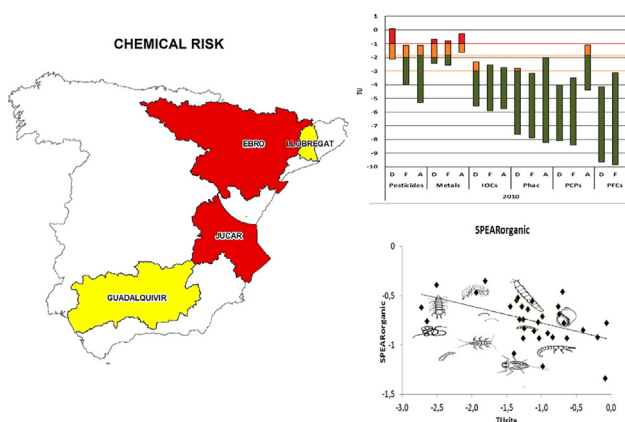 CHEMICAL RISK
EBRO
LLOBREGAT
JUCAR
GUADALQUIVIR
TU
1
0
-1
-2
-3
-4
-5
-6
-7
-8
-9
-10
D F A D F A D F A D F A D F A D F
Pesticides Metals IOCs Phac PCPs PFCs
2010
SPEARorganic
SPEARorganic
0
-0,5
-1
-1,5
-3,0 -2,5 -2,0 -1,5 -1,0 -0,5 0,0
TUsite